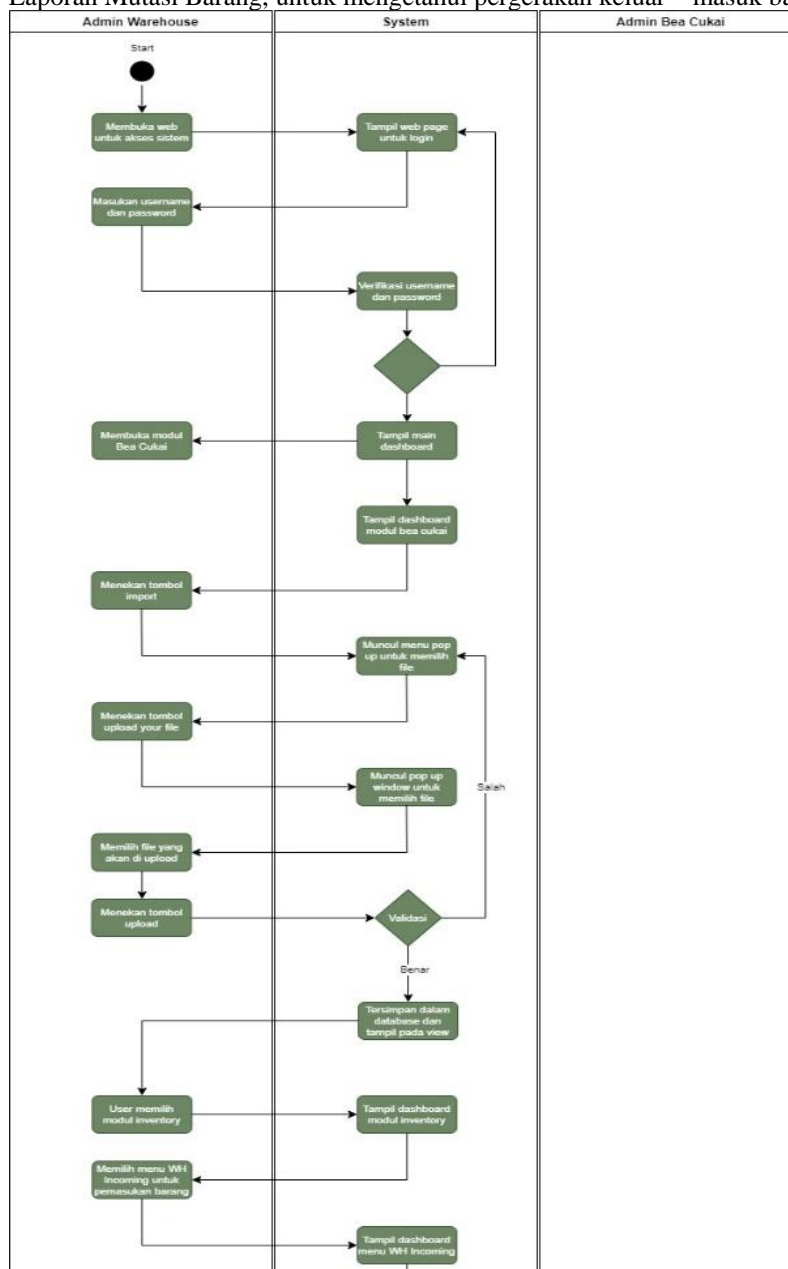 Laporan Mutasi Barang, untuk mengetahui pergerakan keluar – masuk ba
Admin Warehouse
System
Admin Bea Cukai
Start
Membuka web
untuk akses sistem
Tampil web page
untuk login
Masukan username
dan password
Verifikasi username
dan password
Membuka modul
Bea Cukai
Tampil main
dashboard
Tampil dashboard
modul bea cukai
Menekan tombol
import
Muncul menu pop
up untuk memilih
file
Menekan tombol
upload your file
Muncul pop up
window untuk
memilih file
Salah
Memilih file yang
akan di upload
Menekan tombol
upload
Validasi
Benar
Tersimpan dalam
database dan
tampil pada view
User memilih
modul inventory
Tampil dashboard
modul inventory
Memilih menu WH
Incoming untuk
pemasukan barang
Tampil dashboard
menu WH Incoming